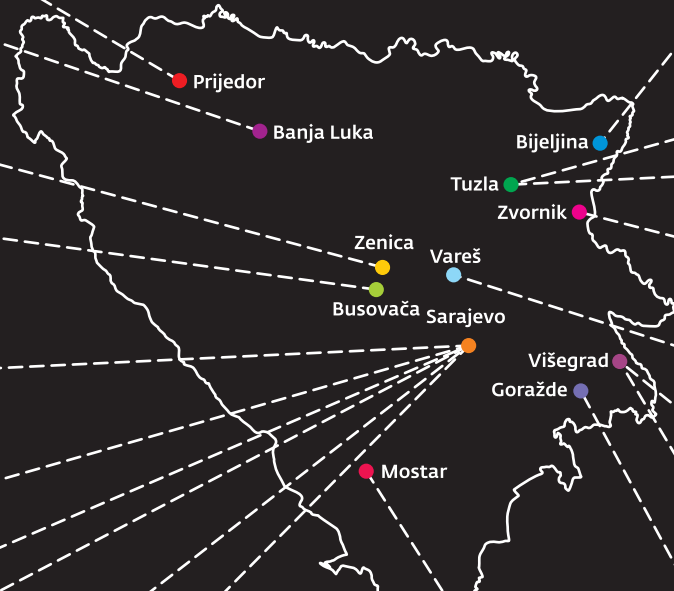 Prijedor
Banja Luka
Bijeljina
Tuzla
Zvornik
Zenica
Vareš
Busovača
Sarajevo
Višegrad
Goražde
Mostar